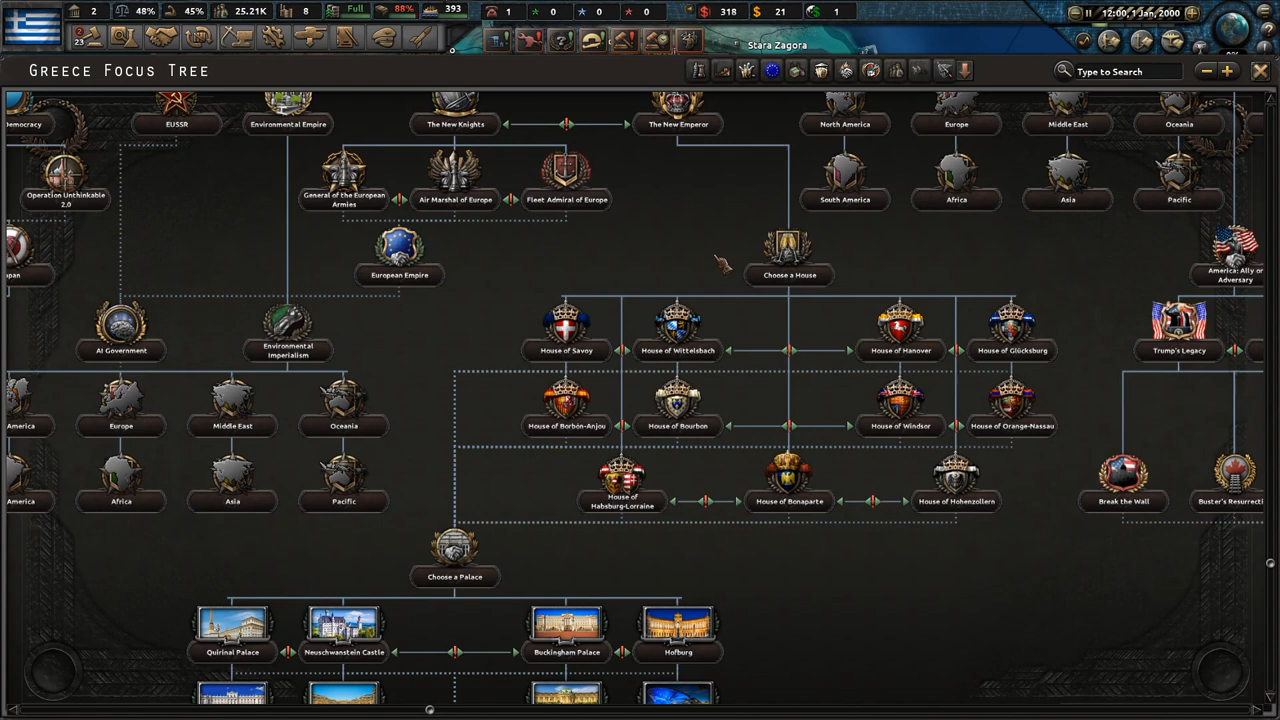 2
48%
45%
25.21K
8
Full
88%
393
1
0
0
0
318
21
1
12:00, 1 Jan, 2000
23
Stara Zagora
GREECE FOCUS TREE
Type to Search
Democracy
EUSSR
Environmental Empire
The New Knights
The New Emperor
North America
Europe
Middle East
Oceania
Operation Unthinkable
2.0
General of the European
Armies
Air Marshal of Europe
Fleet Admiral of Europe
South America
Africa
Asia
Pacific
European Empire
Choose a House
America: Ally or
Adversary
AI Government
Environmental
Imperialism
House of Savoy
House of Wittelsbach
House of Hanover
House of Glücksburg
Trump's Legacy
America
Europe
Middle East
Oceania
House of Borbón-Anjou
House of Bourbon
House of Windsor
House of Orange-Nassau
America
Africa
Asia
Pacific
House of
Habsburg-Lorraine
House of Bonaparte
House of Hohenzollern
Break the Wall
Buster's Resurrecti
Choose a Palace
Quirinal Palace
Neuschwanstein Castle
Buckingham Palace
Hofburg